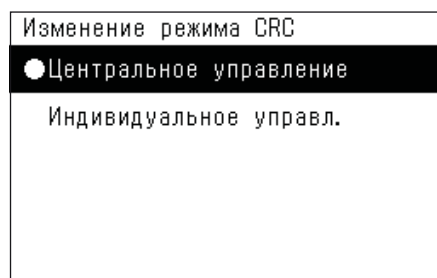 Изменение режима CRC
●Центральное управление
Индивидуальное управл.